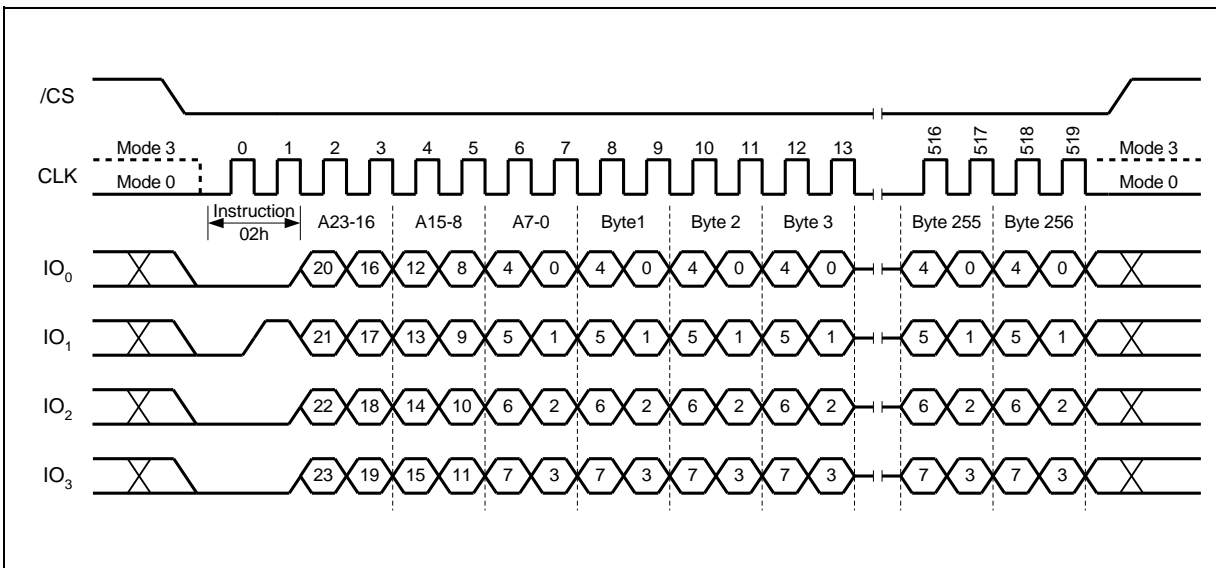 /CS
Mode 3 0 1 2 3 4 5 6 7 8 9 10 11 12 13 516 517 518 519 Mode 3
CLK
Mode 0 Mode 0
Instruction A23-16 A15-8 A7-0 Byte1 Byte 2 Byte 3 Byte 255 Byte 256
02h
IO0 20 16 12 8 4 0 4 0 4 0 4 0 4 0 4 0
IO1 21 17 13 9 5 1 5 1 5 1 5 1 5 1 5 1
IO2 22 18 14 10 6 2 6 2 6 2 6 2 6 2 6 2
IO3 23 19 15 11 7 3 7 3 7 3 7 3 7 3 7 3